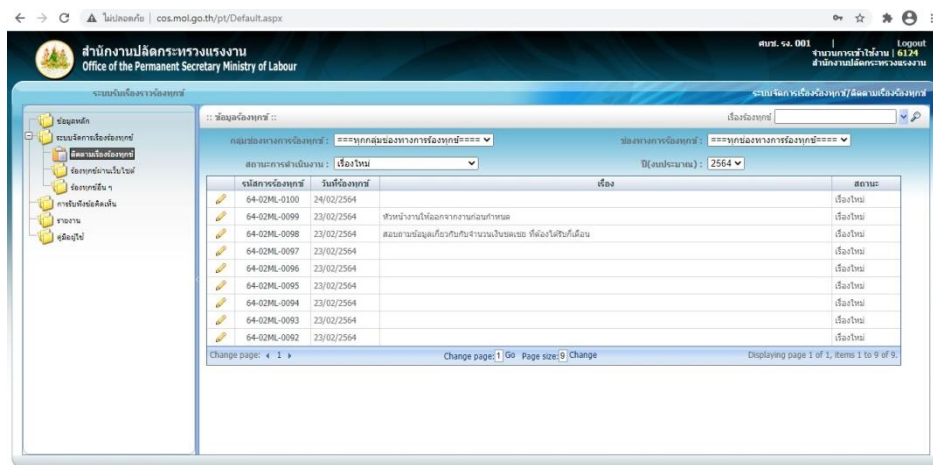 ไม่ปลอดภัย | cos.mol.go.th/pt/Default.aspx
สำนักงานปลัดกระทรวงแรงงาน
Office of the Permanent Secretary Ministry of Labour
ศบรช. รง. 001 | Logout
จำนวนการเข้าใช้งาน | 6124
สำนักงานปลัดกระทรวงแรงงาน
ระบบรับเรื่องราวร้องทุกข์
ระบบจัดการเรื่องร้องทุกข์/ติดตามเรื่องร้องทุกข์
ข้อมูลหลัก
ระบบจัดการเรื่องร้องทุกข์
ติดตามเรื่องร้องทุกข์
ร้องทุกข์ผ่านเว็บไซต์
ร้องทุกข์อื่น ๆ
การรับฟังข้อคิดเห็น
รายงาน
คู่มือผู้ใช้
:: ข้อมูลร้องทุกข์ ::
เรื่องร้องทุกข์
กลุ่มช่องทางการร้องทุกข์ : ===ทุกกลุ่มช่องทางการร้องทุกข์====
ช่องทางการร้องทุกข์ : ===ทุกช่องทางการร้องทุกข์====
สถานะการดำเนินงาน : เรื่องใหม่
ปี(งบประมาณ) : 2564
รหัสการร้องทุกข์ วันที่ร้องทุกข์ เรื่อง สถานะ
64-02ML-0100 24/02/2564 เรื่องใหม่
64-02ML-0099 23/02/2564 หัวหน้างานให้ออกจากงานก่อนกำหนด เรื่องใหม่
64-02ML-0098 23/02/2564 สอบถามข้อมูลเกี่ยวกับกับจำนวนเงินชดเชย ที่ต้องได้รับกี่เดือน เรื่องใหม่
64-02ML-0097 23/02/2564 เรื่องใหม่
64-02ML-0096 23/02/2564 เรื่องใหม่
64-02ML-0095 23/02/2564 เรื่องใหม่
64-02ML-0094 23/02/2564 เรื่องใหม่
64-02ML-0093 23/02/2564 เรื่องใหม่
64-02ML-0092 23/02/2564 เรื่องใหม่
Change page: 1 Change page: 1 Go Page size: 9 Change Displaying page 1 of 1, items 1 to 9 of 9.